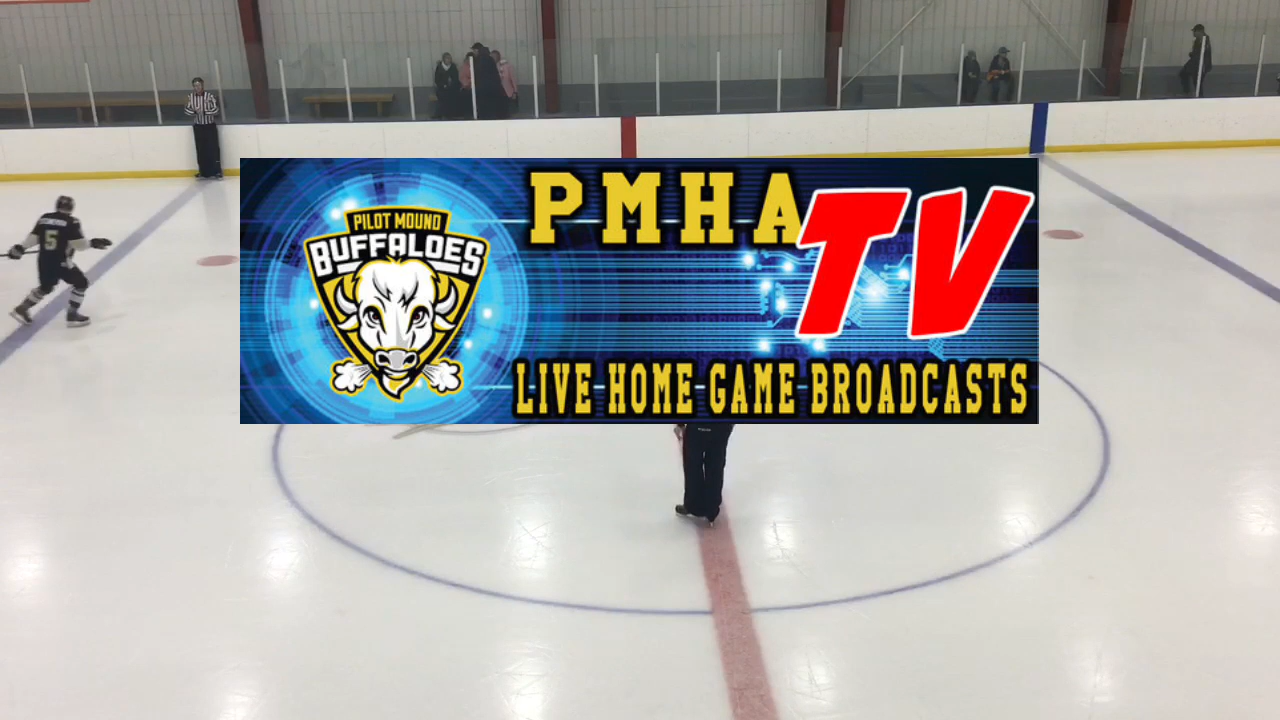 PMHA TV
PILOT MOUND
BUFFALOES
LIVE HOME GAME BROADCASTS
5